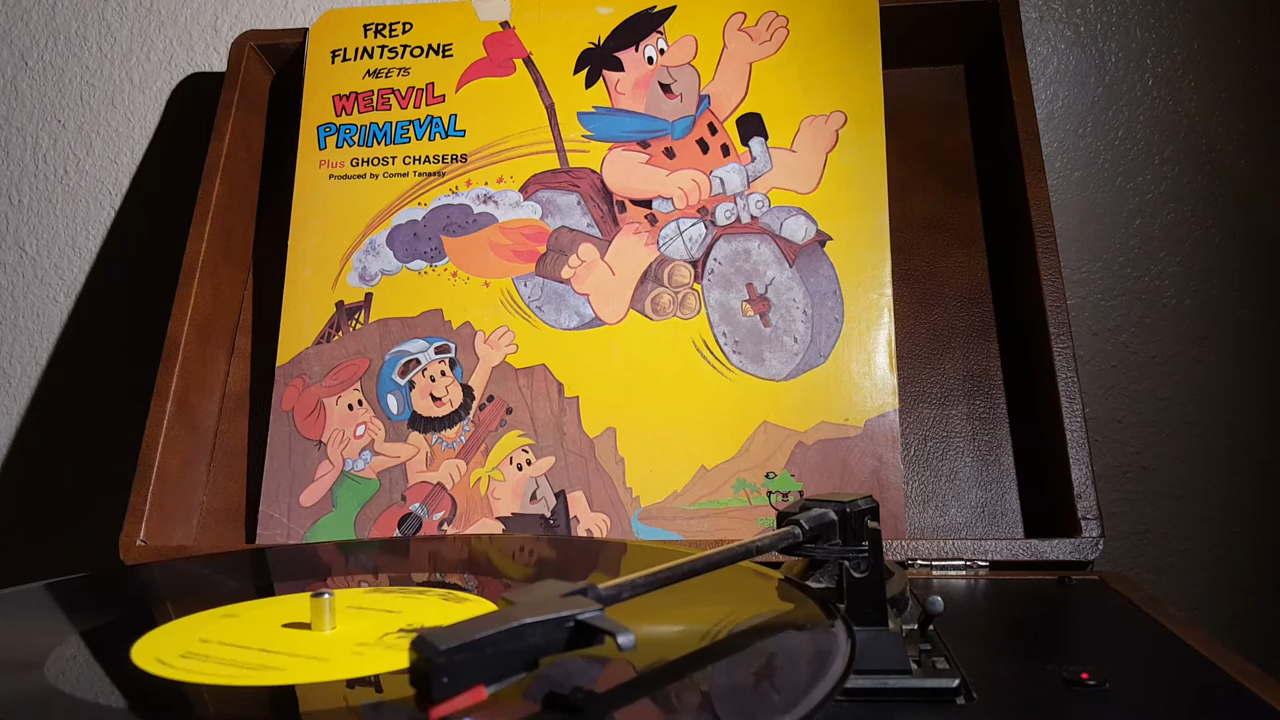 FRED
FLINTSTONE
MEETS
WEEVIL
PRIMEVAL
Plus GHOST CHASERS
Produced by Cornel Tanassy